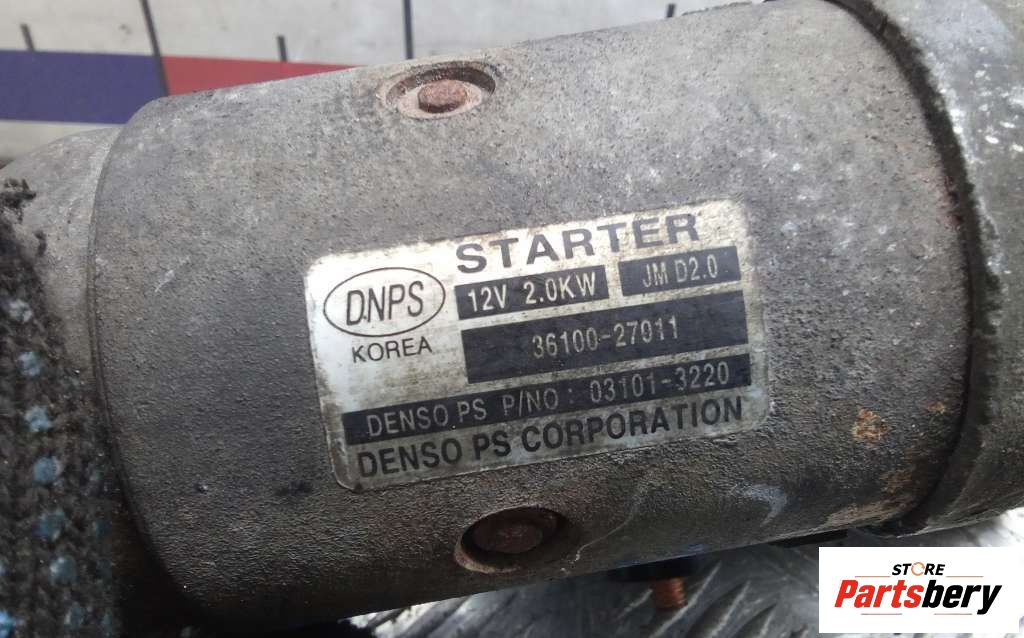 STARTER
D.NPS
KOREA
12V 2.0KW
JM D2.0
36100-27011
DENSO PS P/NO : 03101-3220
DENSO PS CORPORATION
STORE
Partsbery